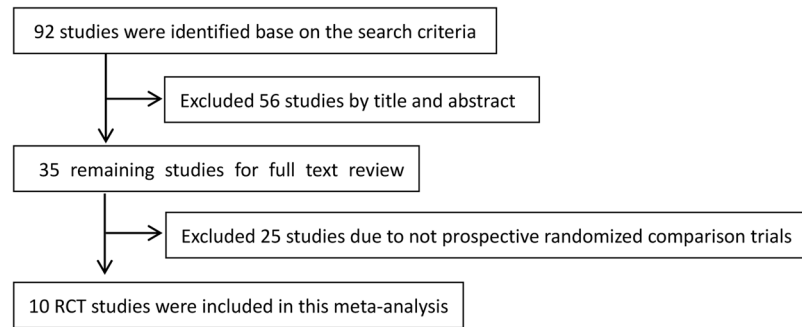 92 studies were identified base on the search criteria
Excluded 56 studies by title and abstract
35 remaining studies for full text review
Excluded 25 studies due to not prospective randomized comparison trials
10 RCT studies were included in this meta-analysis